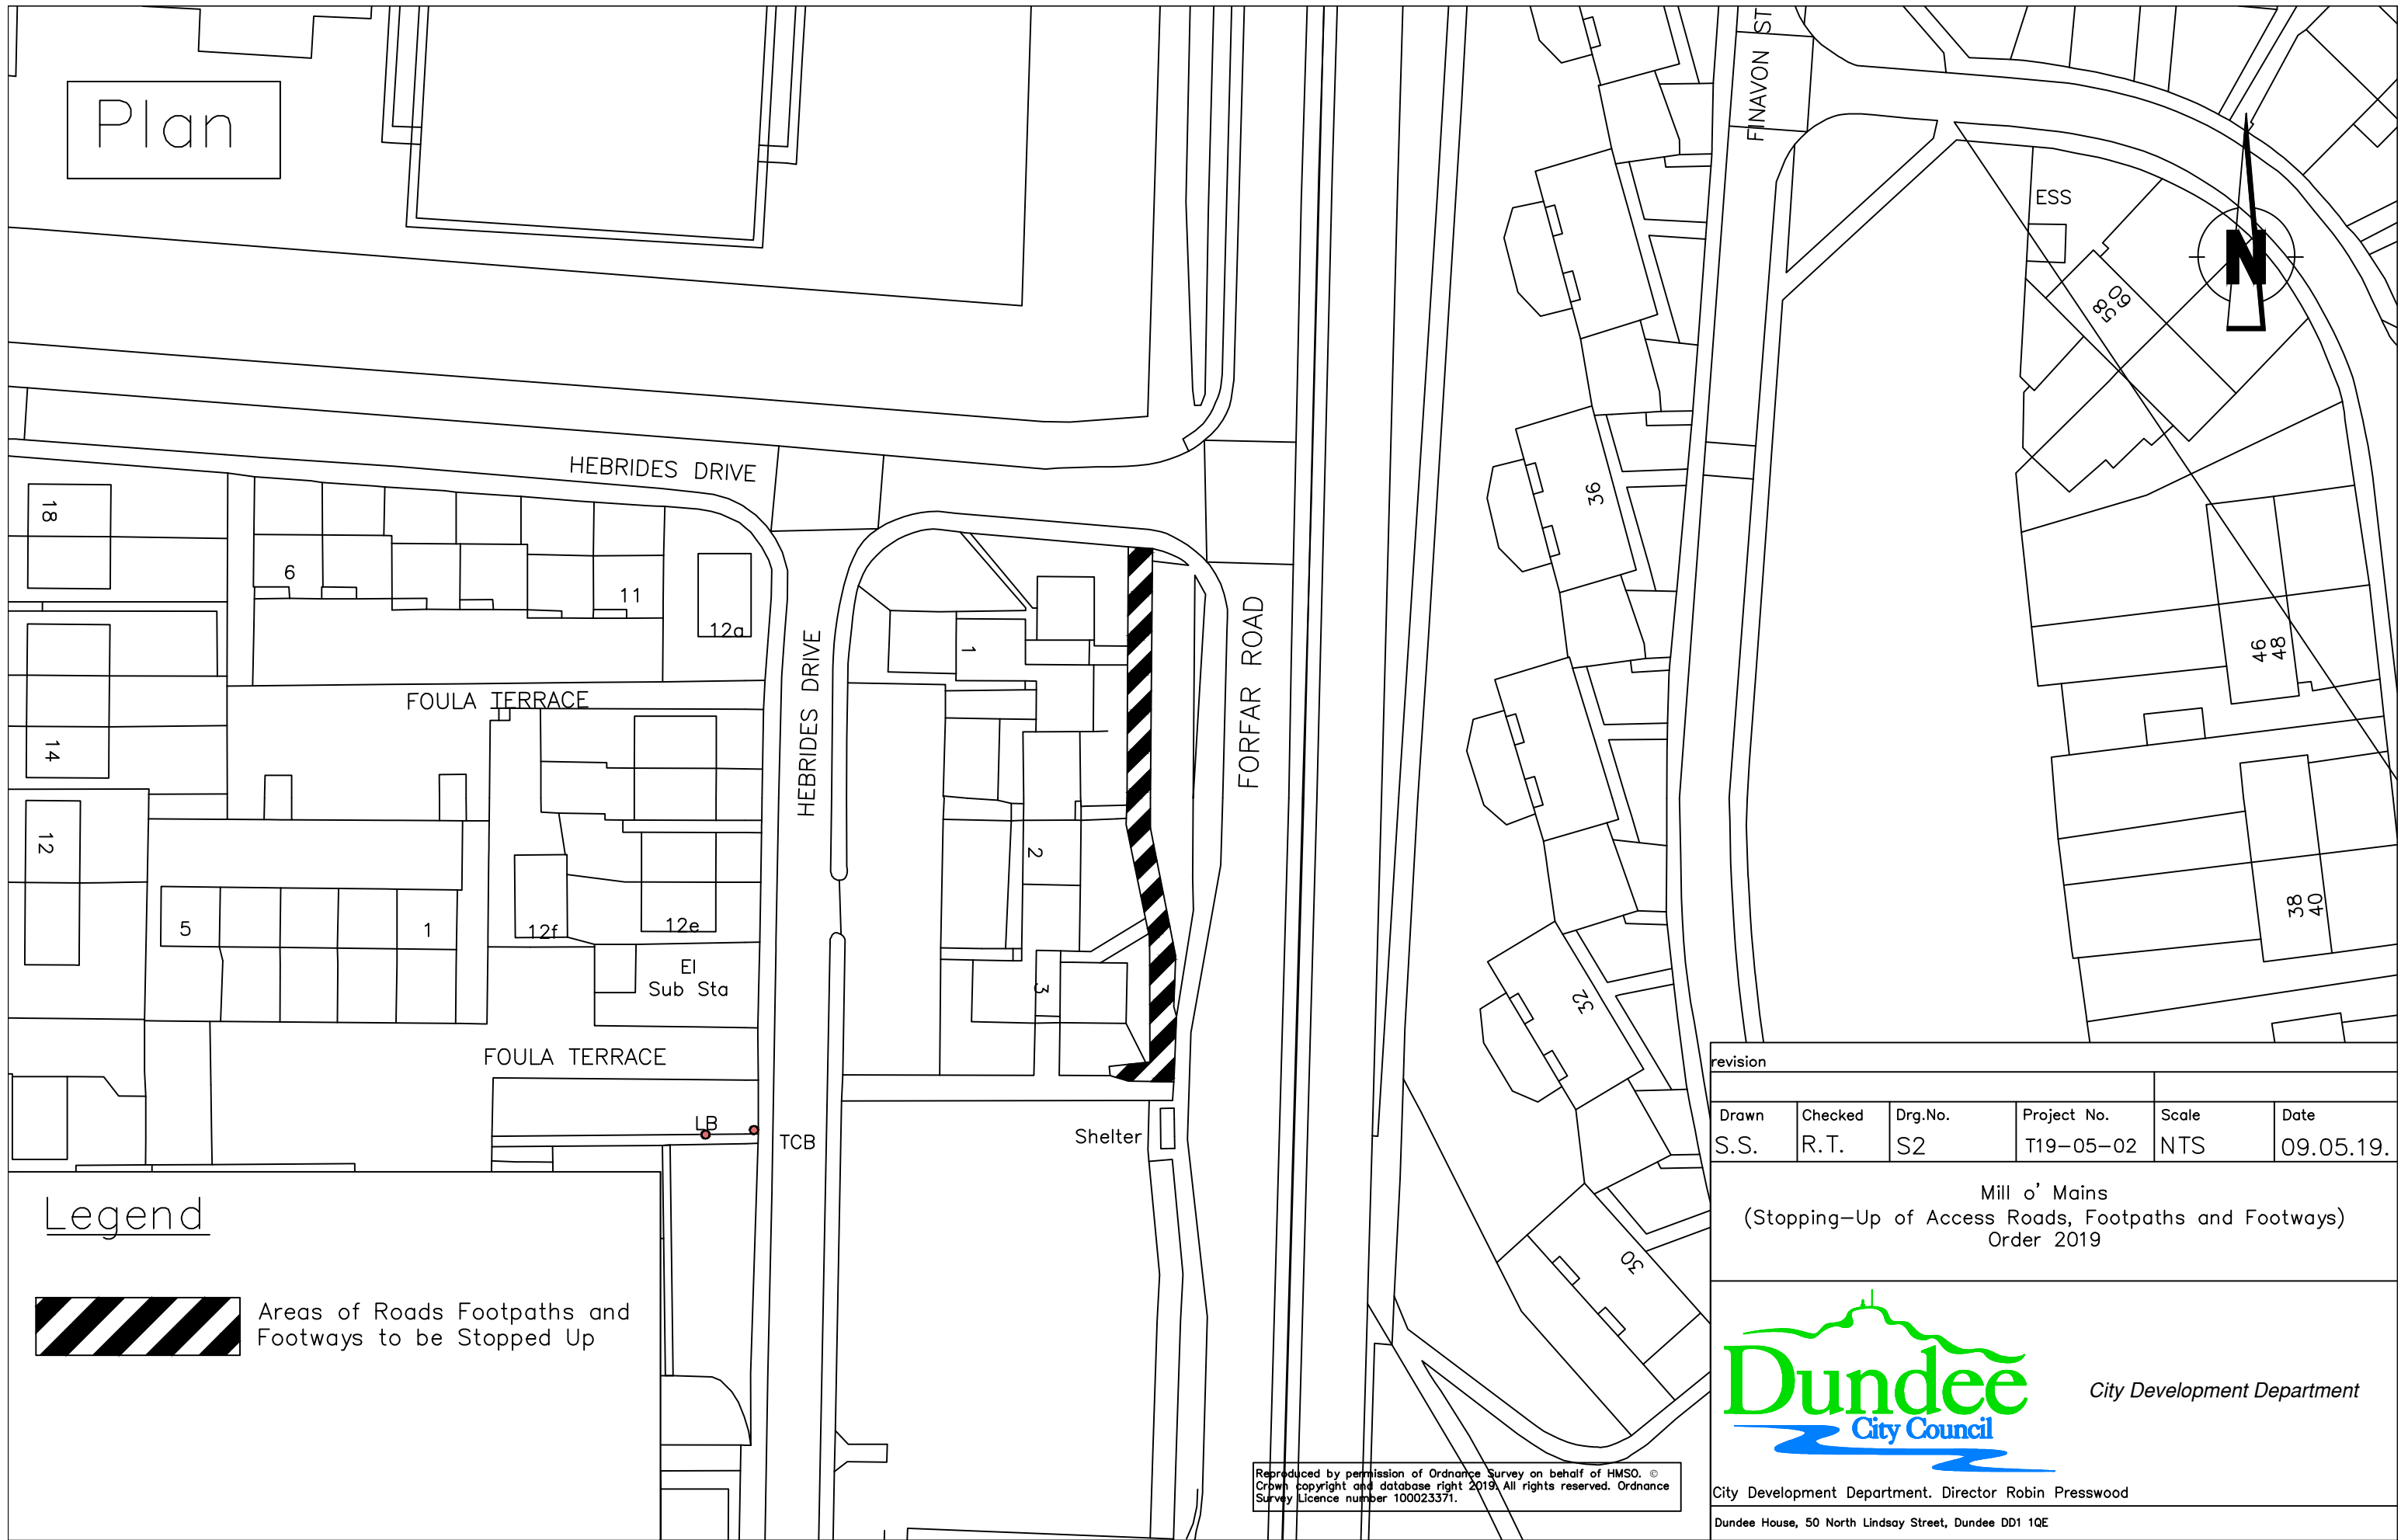 Plan
FINAVON ST
ESS
N
58
60
HEBRIDES DRIVE
18
6
11
12a
36
1
HEBRIDES DRIVE
FORFAR ROAD
46
48
FOULA TERRACE
14
12
2
5
1
12f
12e
38
40
El
Sub Sta
3
32
FOULA TERRACE
LB
TCB
Shelter
30
Legend
Areas of Roads Footpaths and
Footways to be Stopped Up
revision
Drawn Checked Drg.No. Project No. Scale Date
S.S. R.T. S2 T19-05-02 NTS 09.05.19.
Mill o' Mains
(Stopping-Up of Access Roads, Footpaths and Footways)
Order 2019
Dundee
City Council
City Development Department
Reproduced by permission of Ordnance Survey on behalf of HMSO. ©
Crown copyright and database right 2019. All rights reserved. Ordnance
Survey Licence number 100023371.
City Development Department. Director Robin Presswood
Dundee House, 50 North Lindsay Street, Dundee DD1 1QE